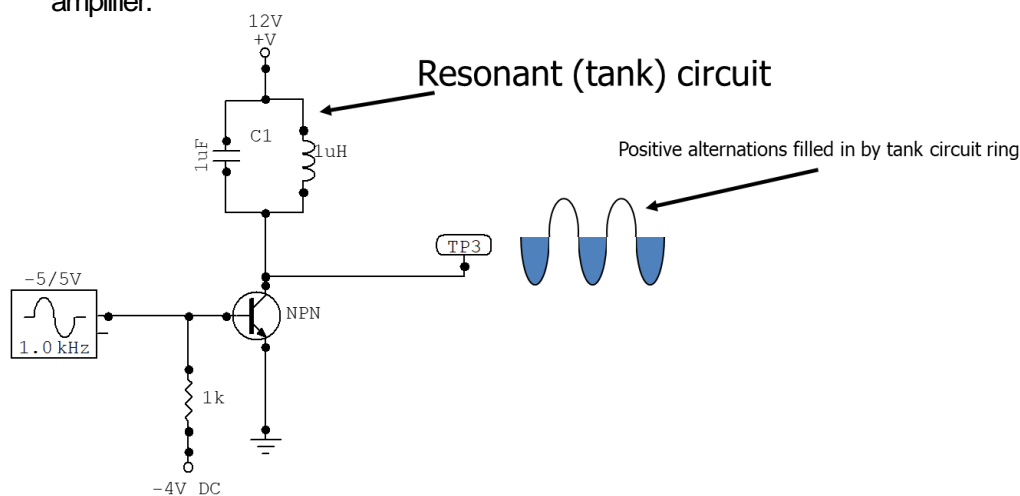 amplifier.
12V
+V
Resonant (tank) circuit
C1
1uF
1uH
Positive alternations filled in by tank circuit ring
TP3
-5/5V
NPN
1.0 kHz
1k
-4V DC